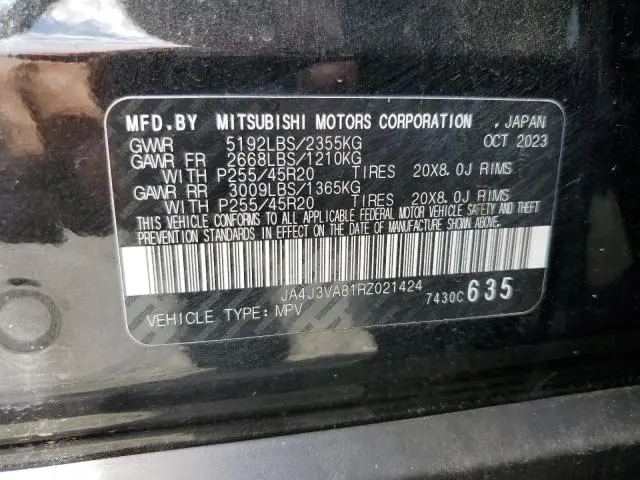 MFD.BY MITSUBISHI MOTORS CORPORATION . JAPAN
GVWR 5192LBS/2355KG OCT 2023
GAWR FR 2668LBS/1210KG
WITH P255/45R20 TIRES 20X8.0J RIMS
GAWR RR 3009LBS/1365KG
WITH P255/45R20 TIRES 20X8.0J RIMS
THIS VEHICLE CONFORMS TO ALL APPLICABLE FEDERAL MOTOR VEHICLE SAFETY AND THEFT
PREVENTION STANDARDS IN EFFECT ON THE DATE OF MANUFACTURE SHOWN ABOVE.
JA4J3VA81RZ021424
7430C 635
VEHICLE TYPE: MPV